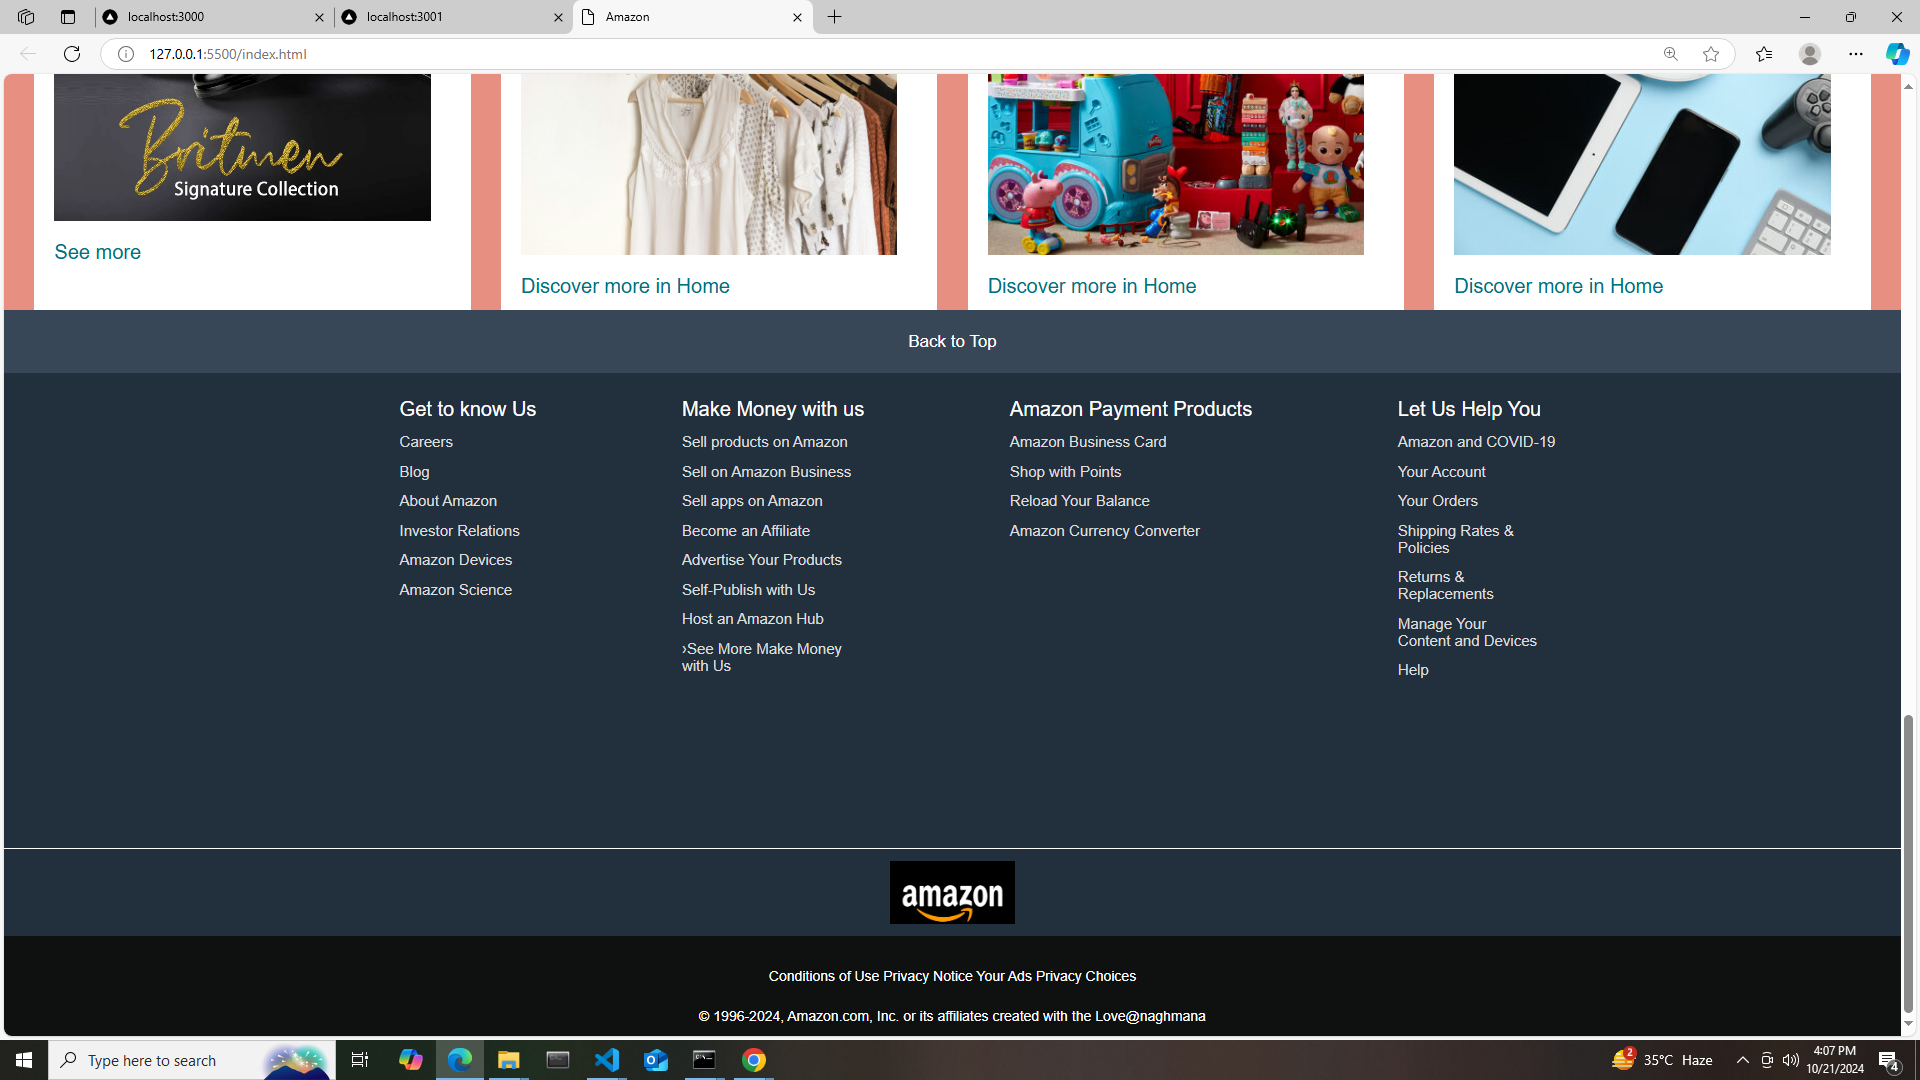 localhost:3000
localhost:3001
Amazon
127.0.0.1:5500/index.html
Britmen
Signature Collection
See more
Discover more in Home
Discover more in Home
Discover more in Home
Back to Top
Get to know Us
Careers
Blog
About Amazon
Investor Relations
Amazon Devices
Amazon Science
Make Money with us
Sell products on Amazon
Sell on Amazon Business
Sell apps on Amazon
Become an Affiliate
Advertise Your Products
Self-Publish with Us
Host an Amazon Hub
›See More Make Money
with Us
Amazon Payment Products
Amazon Business Card
Shop with Points
Reload Your Balance
Amazon Currency Converter
Let Us Help You
Amazon and COVID-19
Your Account
Your Orders
Shipping Rates &
Policies
Returns &
Replacements
Manage Your
Content and Devices
Help
amazon
Conditions of Use Privacy Notice Your Ads Privacy Choices
© 1996-2024, Amazon.com, Inc. or its affiliates created with the Love@naghmana
Type here to search
2
35°C Haze
4:07 PM
10/21/2024
4